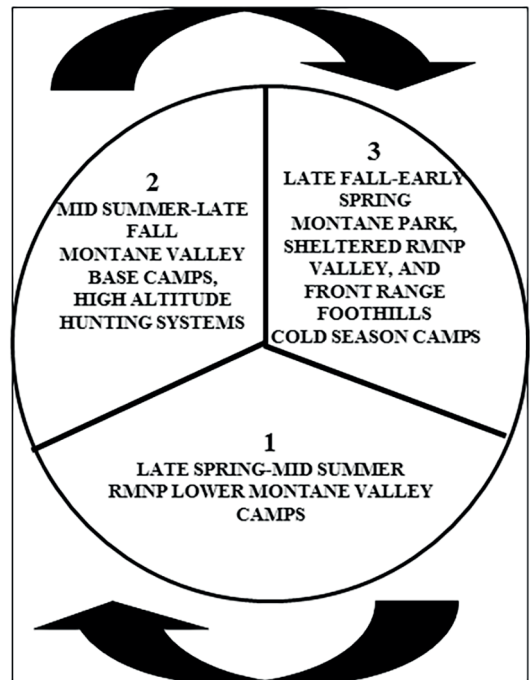 2
MID SUMMER-LATE
FALL
MONTANE VALLEY
BASE CAMPS,
HIGH ALTITUDE
HUNTING SYSTEMS
3
LATE FALL-EARLY
SPRING
MONTANE PARK,
SHELTERED RMNP
VALLEY, AND
FRONT RANGE
FOOTHILLS
COLD SEASON CAMPS
1
LATE SPRING-MID SUMMER
RMNP LOWER MONTANE VALLEY
CAMPS